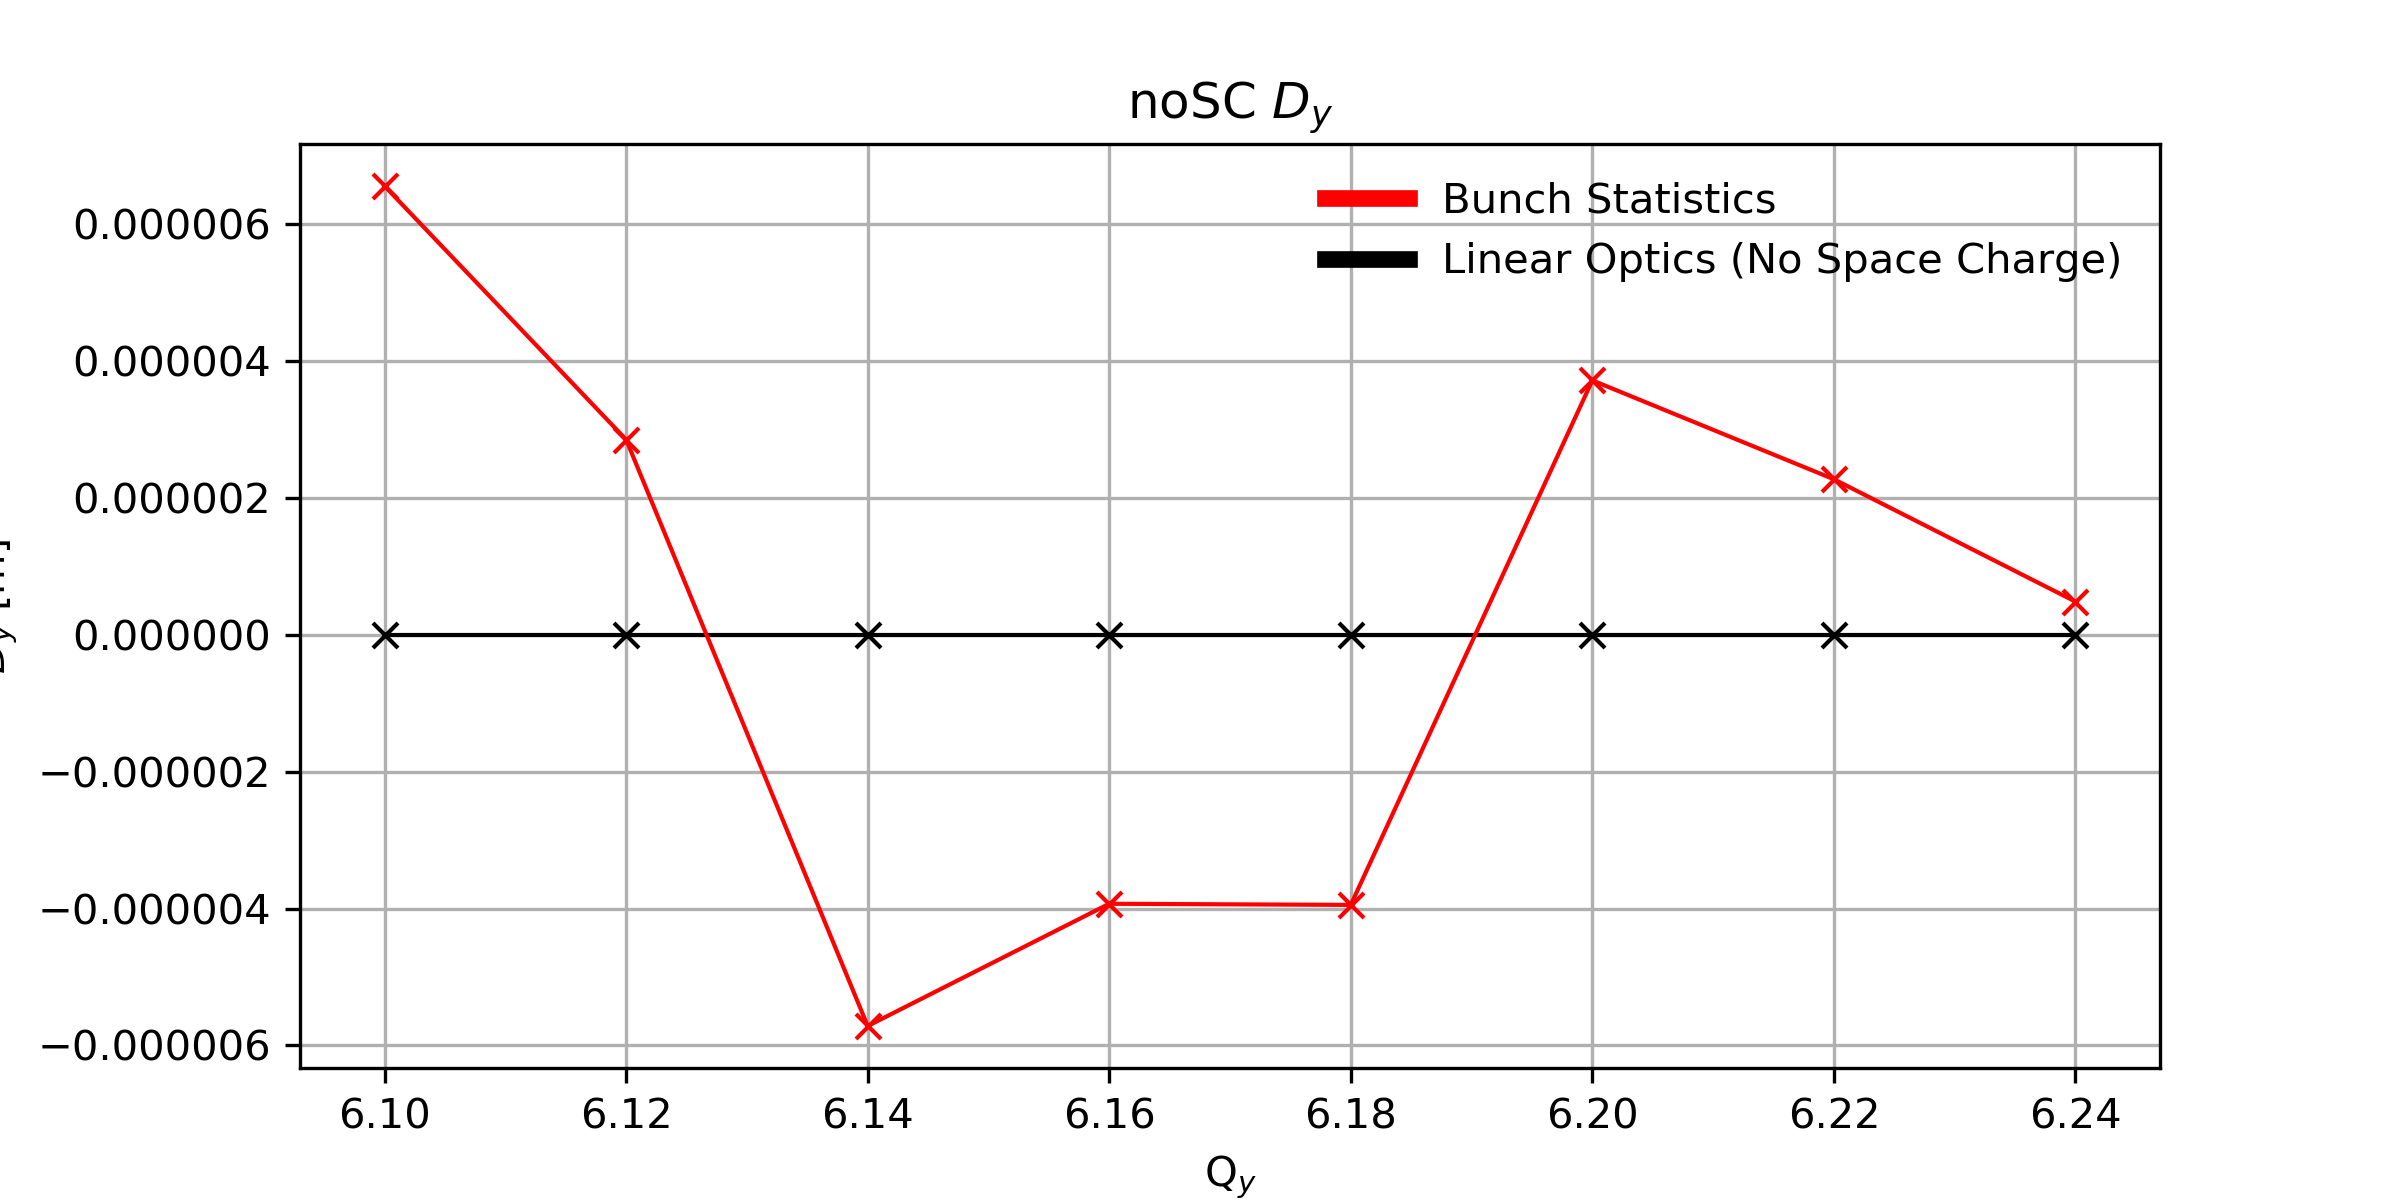 noSC Dy
Bunch Statistics
Linear Optics (No Space Charge)
0.000006
0.000004
0.000002
0.000000
−0.000002
−0.000004
−0.000006
6.10 6.12 6.14 6.16 6.18 6.20 6.22 6.24
Qy